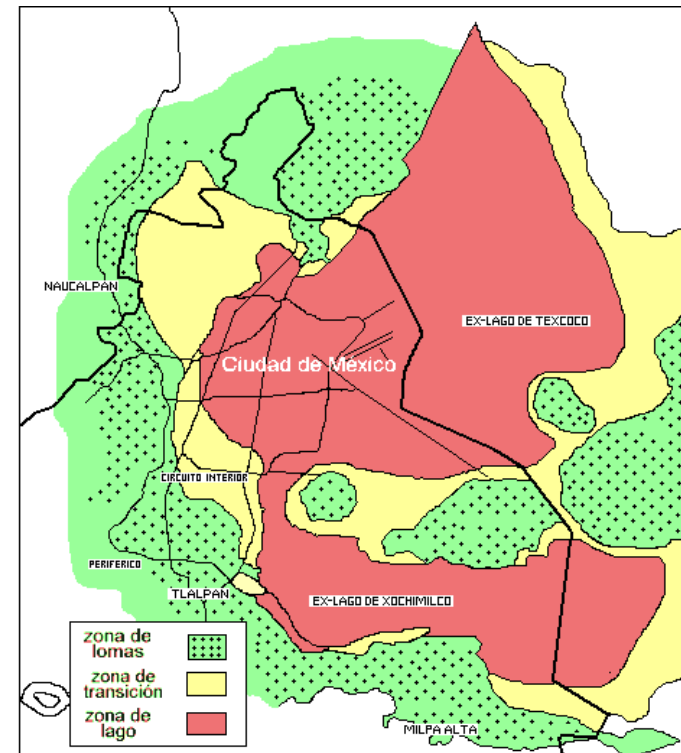 NAUCALPAN
EX-LAGO DE TEXCOCO
Ciudad de México
CIRCUITO INTERIOR
PERIFERICO
TLALPAN
EX-LAGO DE XOCHIMILCO
zona de
lomas
zona de
transición
zona de
lago
MILPA ALTA